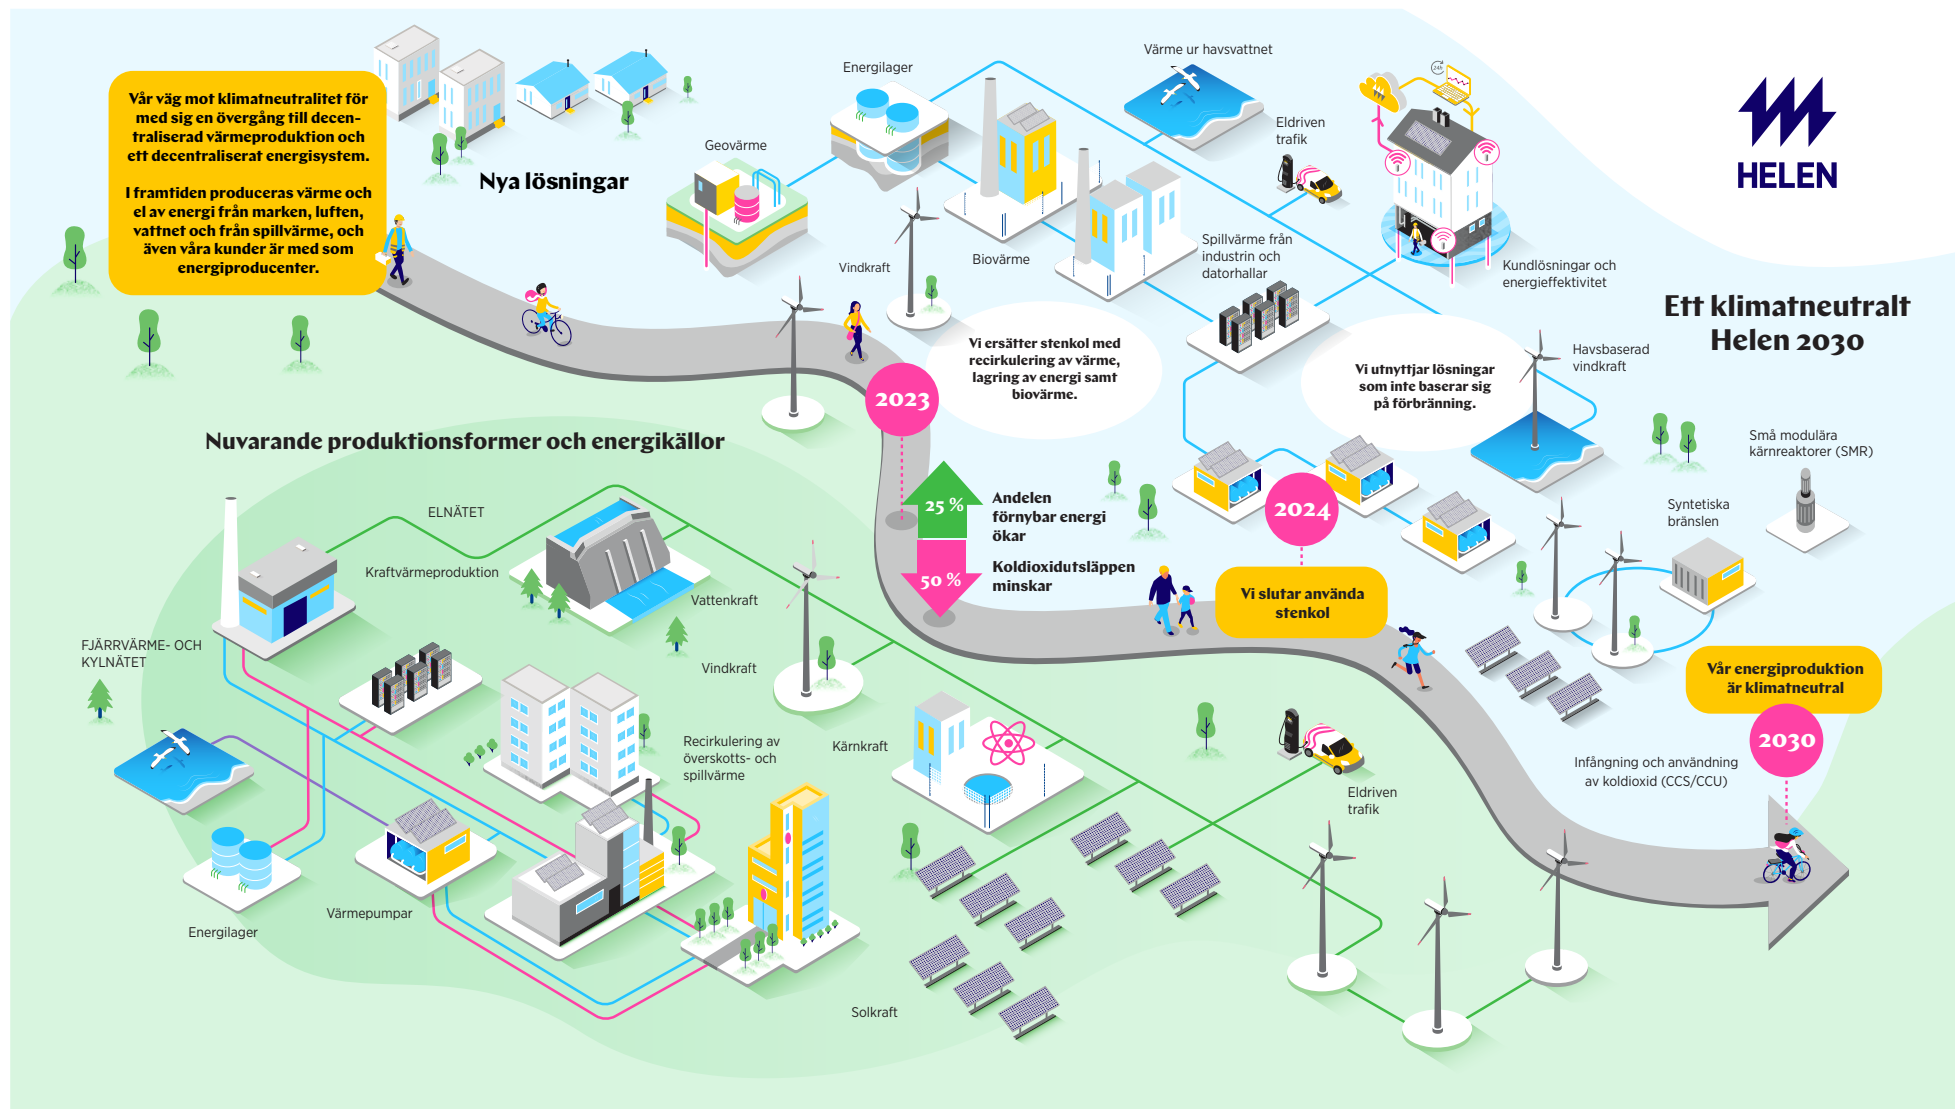 Vår väg mot klimatneutralitet för
med sig en övergång till decen-
traliserad värmeproduktion och
ett decentraliserat energisystem.
I framtiden produceras värme och
el av energi från marken, luften,
vattnet och från spillvärme, och
även våra kunder är med som
energiproducenter.
Nya lösningar
Geovärme
Energilager
Värme ur havsvattnet
Eldriven
trafik
24h
HELEN
Vindkraft
Biovärme
Spillvärme från
industrin och
datorhallar
Kundlösningar och
energieffektivitet
Ett klimatneutralt
Helen 2030
Vi ersätter stenkol med
recirkulering av värme,
lagring av energi samt
biovärme.
Vi utnyttjar lösningar
som inte baserar sig
på förbränning.
Havsbaserad
vindkraft
Små modulära
kärnreaktorer (SMR)
Syntetiska
bränslen
2023
25 %
Andelen
förnybar energi
ökar
50 %
Koldioxidutsläppen
minskar
2024
Vi slutar använda
stenkol
Vår energiproduktion
är klimatneutral
2030
Infångning och användning
av koldioxid (CCS/CCU)
Nuvarande produktionsformer och energikällor
ELNÄTET
Kraftvärmeproduktion
Vattenkraft
FJÄRRVÄRME- OCH
KYLNÄTET
Vindkraft
Recirkulering av
överskotts- och
spillvärme
Kärnkraft
Eldriven
trafik
Värmepumpar
Energilager
Solkraft